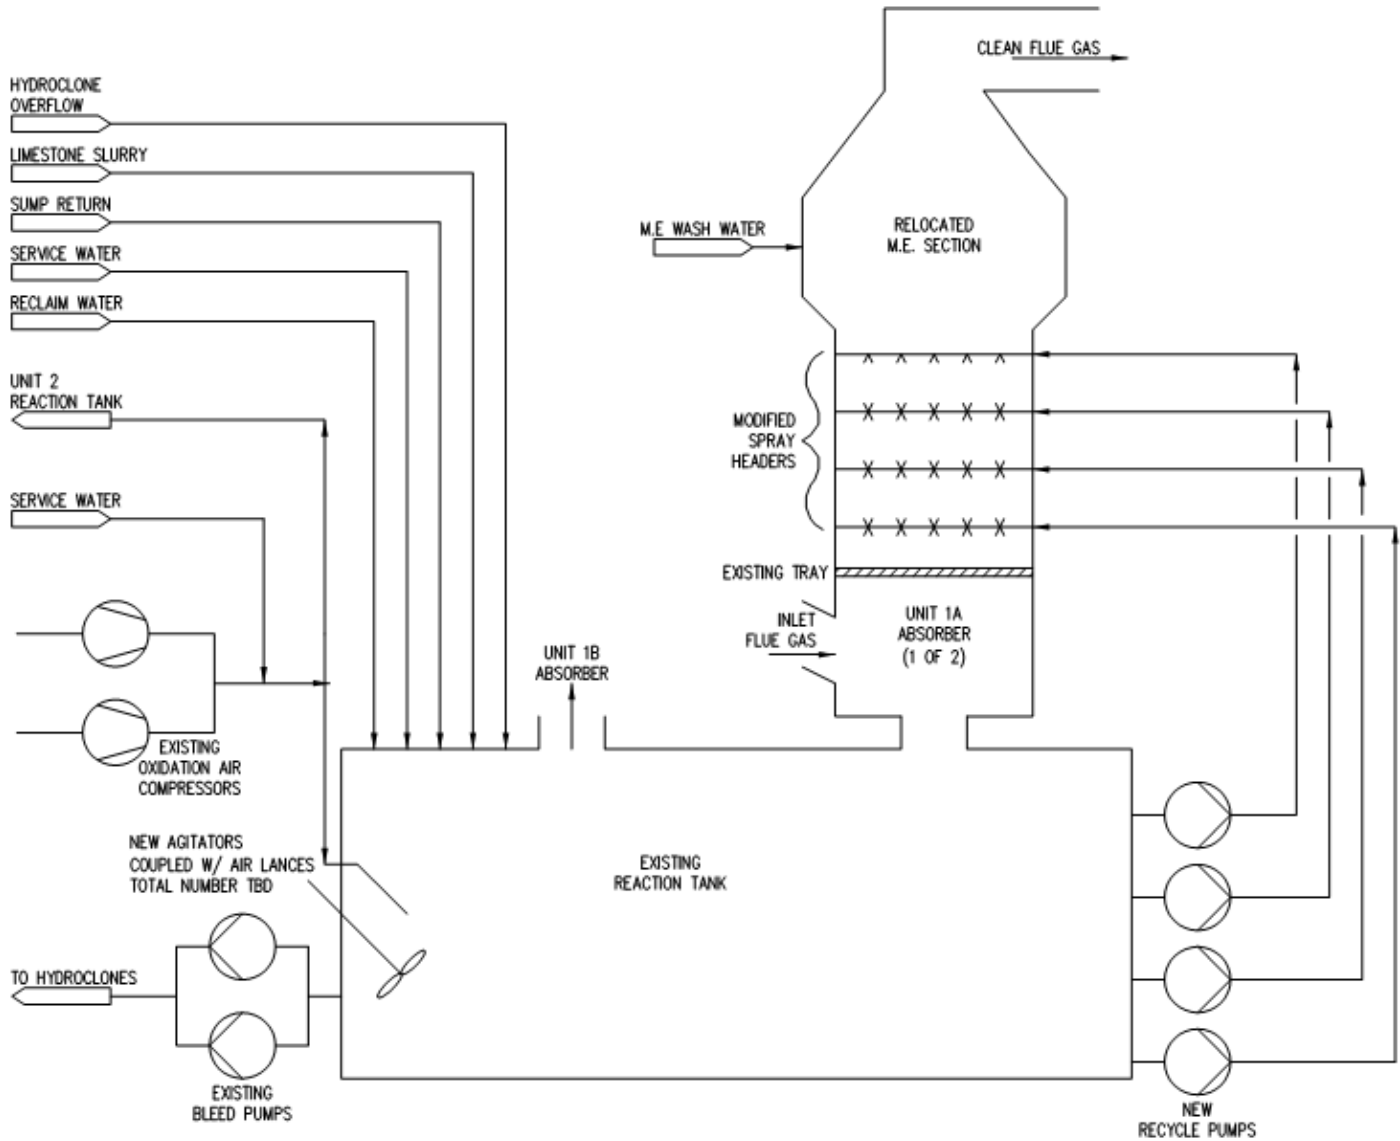 CLEAN FLUE GAS
HYDROCLONE
OVERFLOW
LIMESTONE SLURRY
SUMP RETURN
SERVICE WATER
RECLAIM WATER
UNIT 2
REACTION TANK
SERVICE WATER
M.E WASH WATER
RELOCATED
M.E. SECTION
MODIFIED
SPRAY
HEADERS
EXISTING TRAY
INLET
FLUE GAS
UNIT 1A
ABSORBER
(1 OF 2)
UNIT 1B
ABSORBER
EXISTING
OXIDATION AIR
COMPRESSORS
NEW AGITATORS
COUPLED W/ AIR LANCES
TOTAL NUMBER TBD
EXISTING
REACTION TANK
TO HYDROCLONES
EXISTING
BLEED PUMPS
NEW
RECYCLE PUMPS